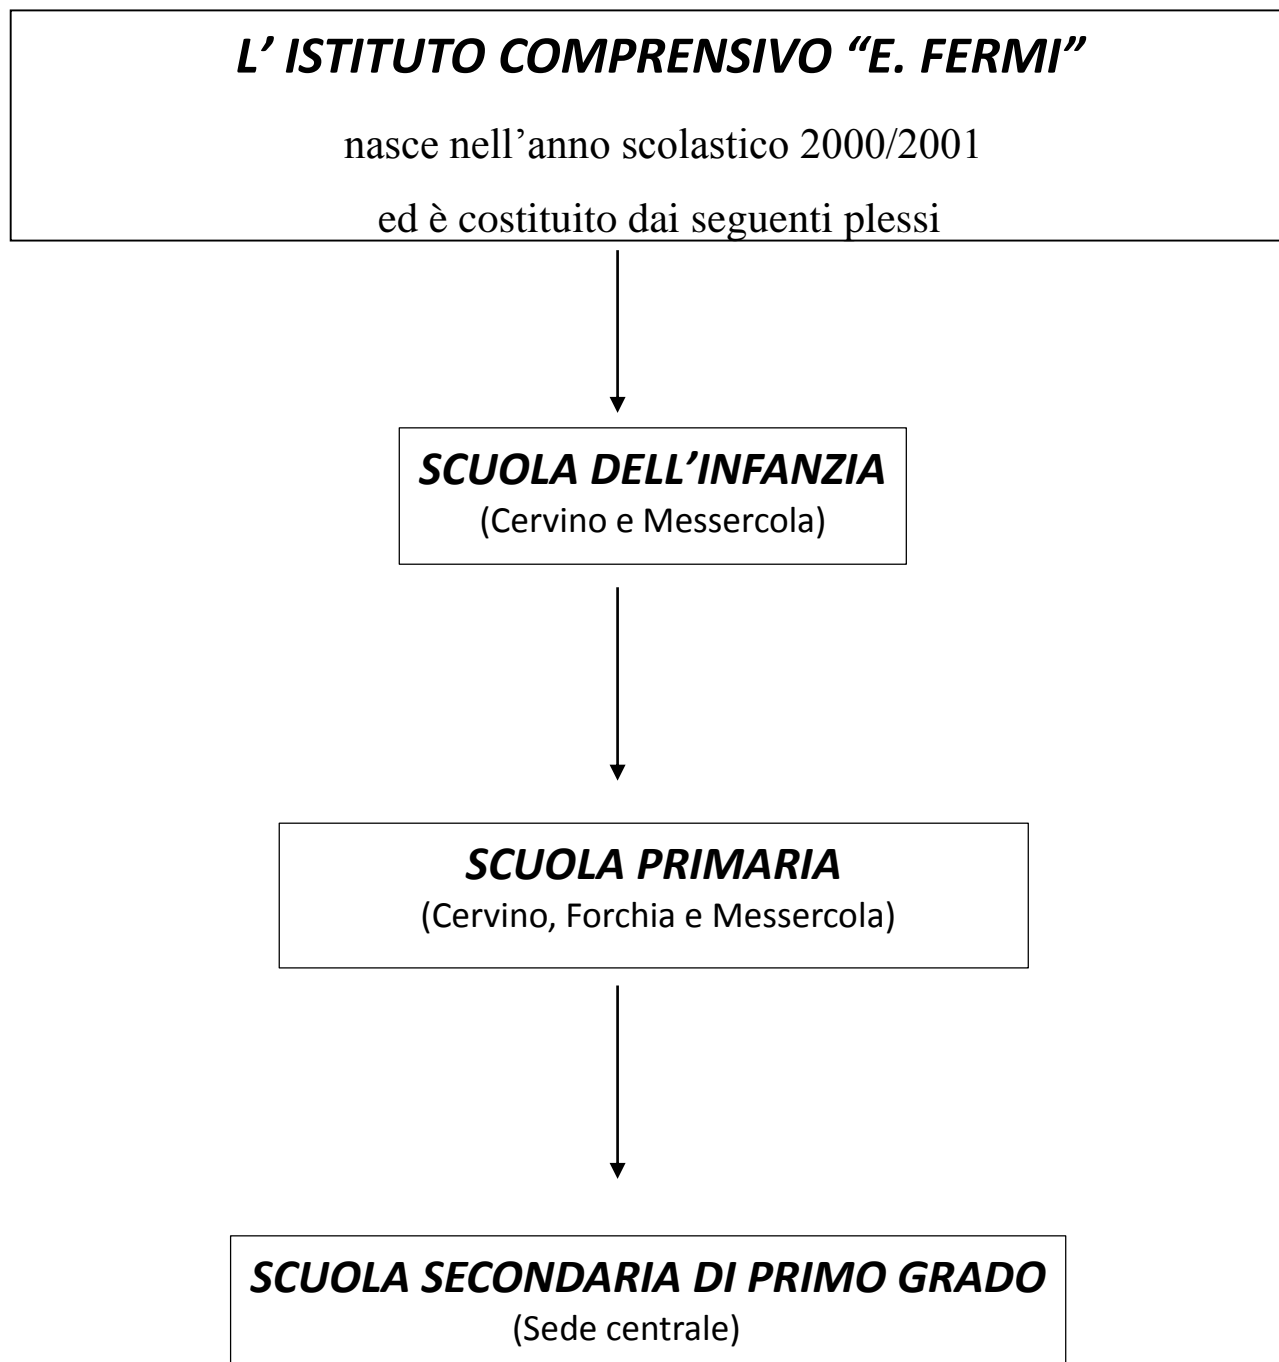 L’ ISTITUTO COMPRENSIVO “E. FERMI”
nasce nell’anno scolastico 2000/2001
ed è costituito dai seguenti plessi
SCUOLA DELL’INFANZIA
(Cervino e Messercola)
SCUOLA PRIMARIA
(Cervino, Forchia e Messercola)
SCUOLA SECONDARIA DI PRIMO GRADO
(Sede centrale)